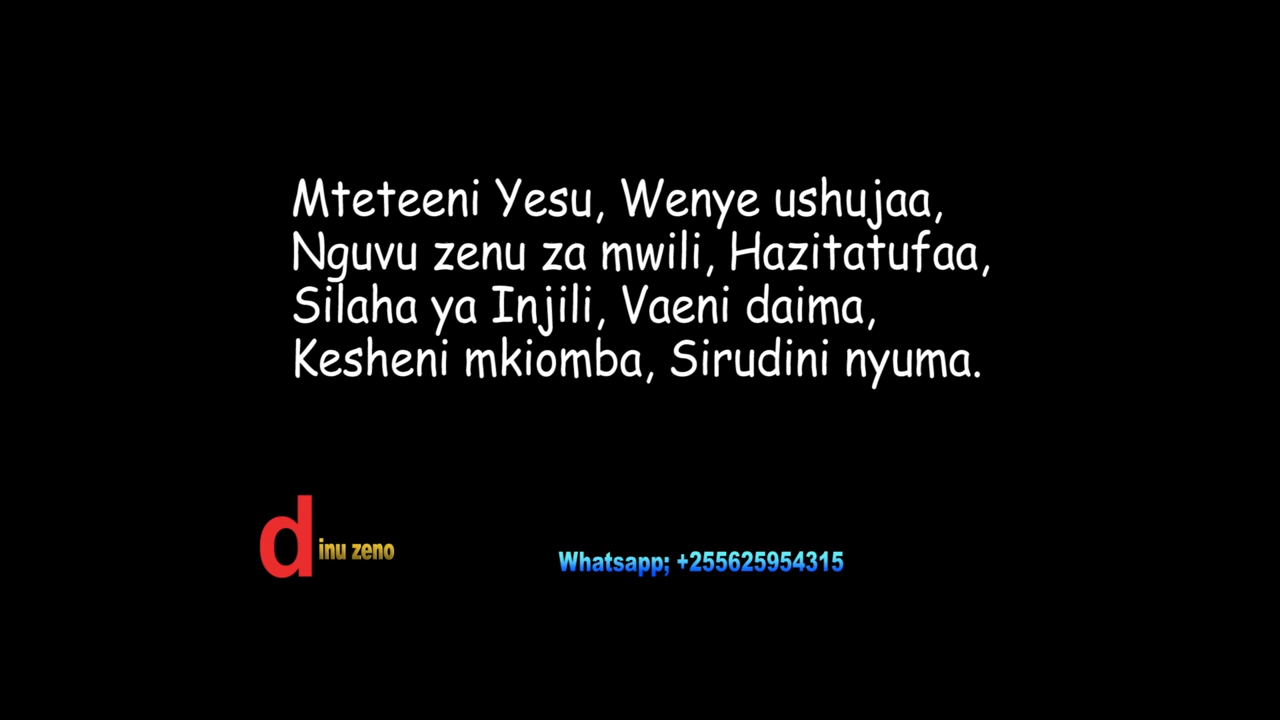 Mteteeni Yesu, Wenye ushujaa,
Nguvu zenu za mwili, Hazitatufaa,
Silaha ya Injili, Vaeni daima,
Kesheni mkiomba, Sirudini nyuma.
dinu zeno
Whatsapp; +255625954315